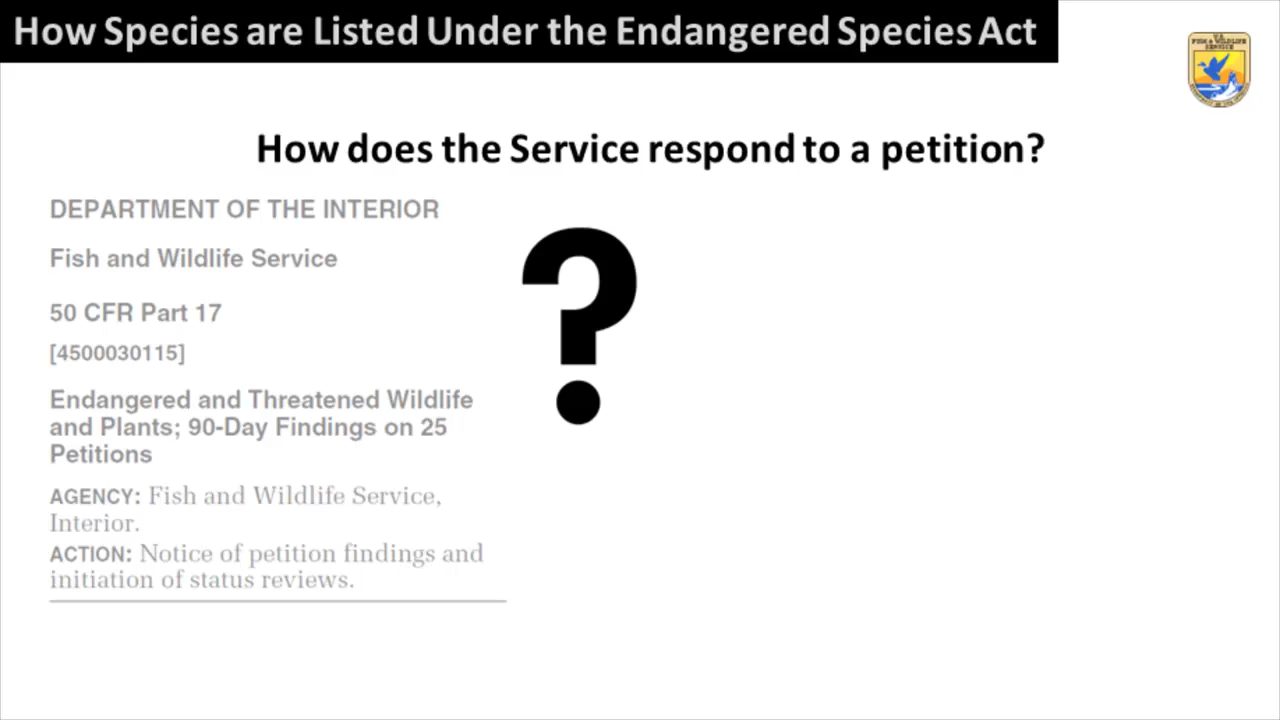 How Species are Listed Under the Endangered Species Act
U.S.
FISH & WILDLIFE
SERVICE
How does the Service respond to a petition?
DEPARTMENT OF THE INTERIOR
Fish and Wildlife Service
50 CFR Part 17
[4500030115]
Endangered and Threatened Wildlife
and Plants; 90-Day Findings on 25
Petitions
AGENCY: Fish and Wildlife Service,
Interior.
ACTION: Notice of petition findings and
initiation of status reviews.
?